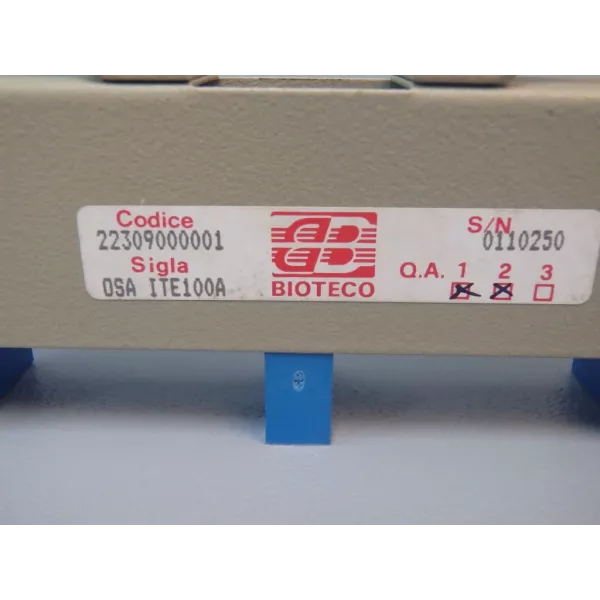 Codice
22309000001
Sigla
OSA ITE100A
BIOTECO
S/N
0110250
Q.A. 1 2 3